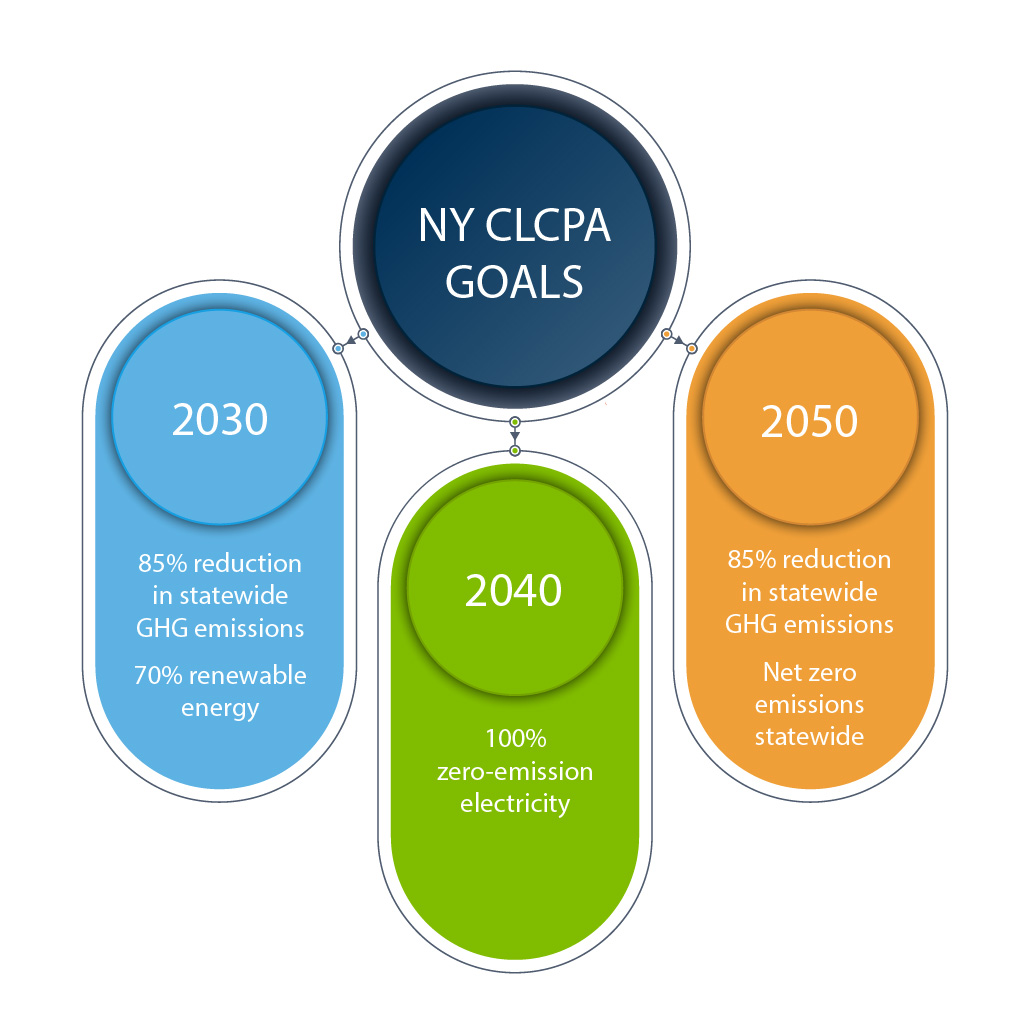 NY CLCPA
GOALS
2030
85% reduction
in statewide
GHG emissions
70% renewable
energy
2040
100%
zero-emission
electricity
2050
85% reduction
in statewide
GHG emissions
Net zero
emissions
statewide